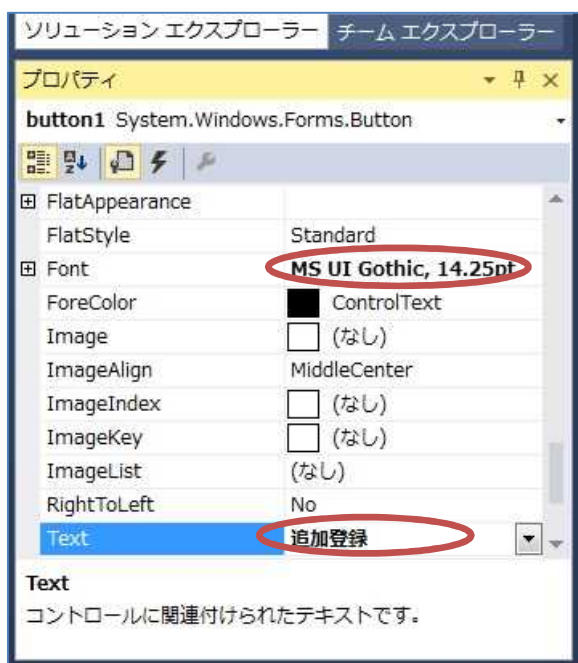 ソリューション エクスプローラー チーム エクスプローラー
プロパティ
button1 System.Windows.Forms.Button
FlatAppearance
FlatStyle Standard
Font MS UI Gothic, 14.25pt
ForeColor ControlText
Image (なし)
ImageAlign MiddleCenter
ImageIndex (なし)
ImageKey (なし)
ImageList (なし)
RightToLeft No
Text 追加登録
Text
コントロールに関連付けられたテキストです。